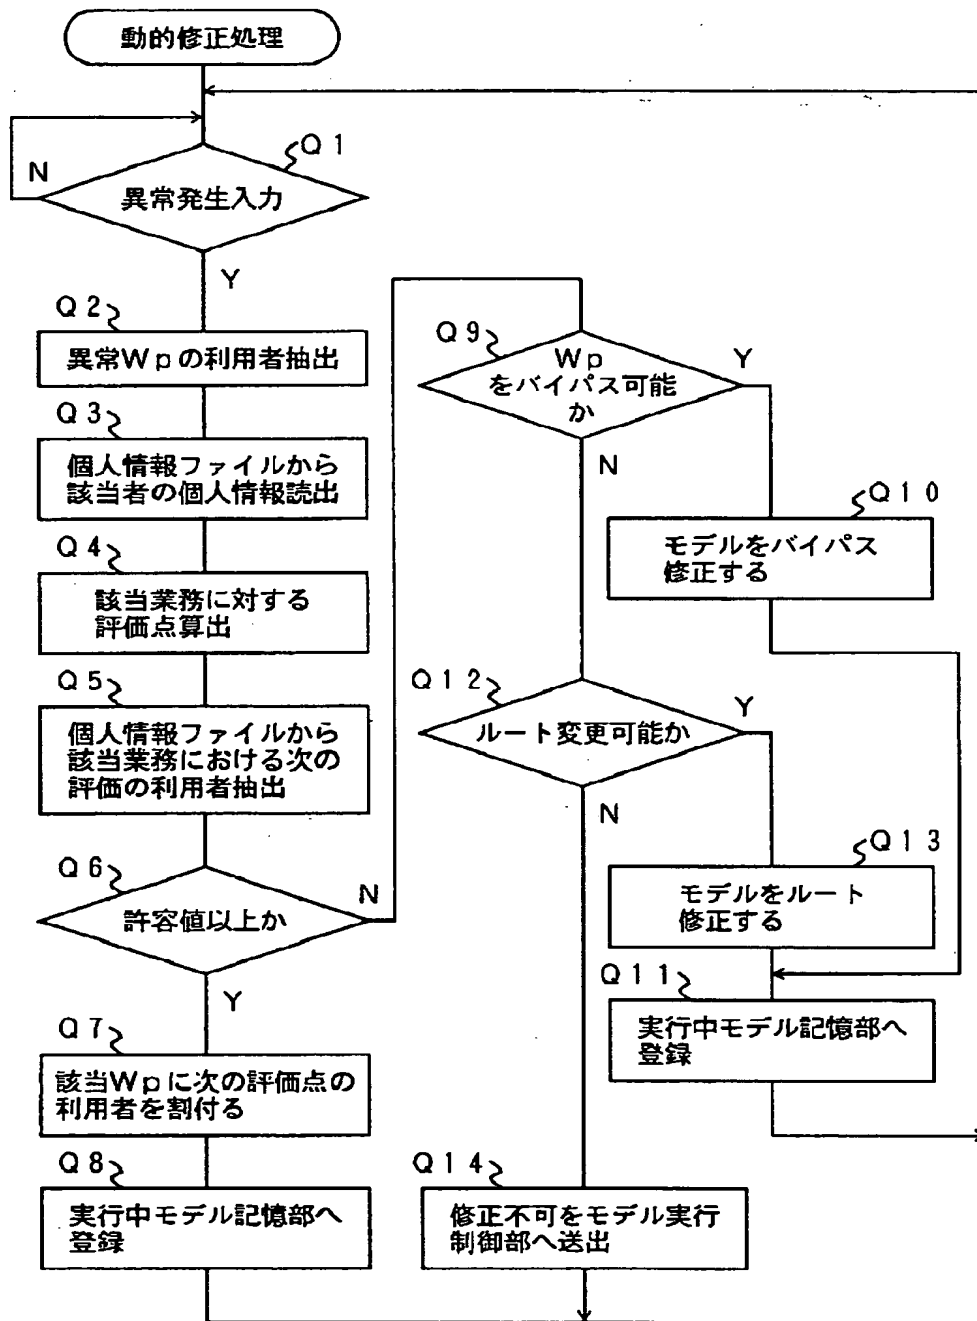 動的修正処理
Q1
N
異常発生入力
Y
Q2
異常Wpの利用者抽出
Q3
個人情報ファイルから
該当者の個人情報読出
Q4
該当業務に対する
評価点算出
Q5
個人情報ファイルから
該当業務における次の
評価の利用者抽出
Q6
N
許容値以上か
Y
Q7
該当Wpに次の評価点の
利用者を割付る
Q8
実行中モデル記憶部へ
登録
Q9
Wp
をバイパス可能
か
Y
N
Q10
モデルをバイパス
修正する
Q12
ルート変更可能か
Y
N
Q13
モデルをルート
修正する
Q11
実行中モデル記憶部へ
登録
Q14
修正不可をモデル実行
制御部へ送出